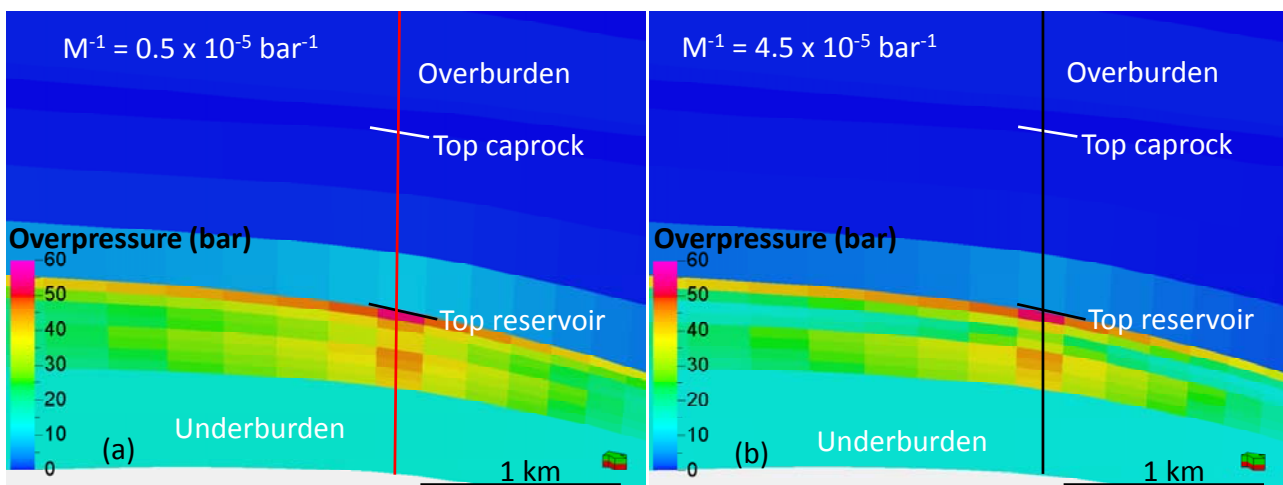 M⁻¹ = 0.5 x 10⁻⁵ bar⁻¹
Overburden
Top caprock
Overpressure (bar)
60
50
40
30
20
10
0
Top reservoir
Underburden
(a)
1 km
M⁻¹ = 4.5 x 10⁻⁵ bar⁻¹
Overburden
Top caprock
Overpressure (bar)
60
50
40
30
20
10
0
Top reservoir
Underburden
(b)
1 km